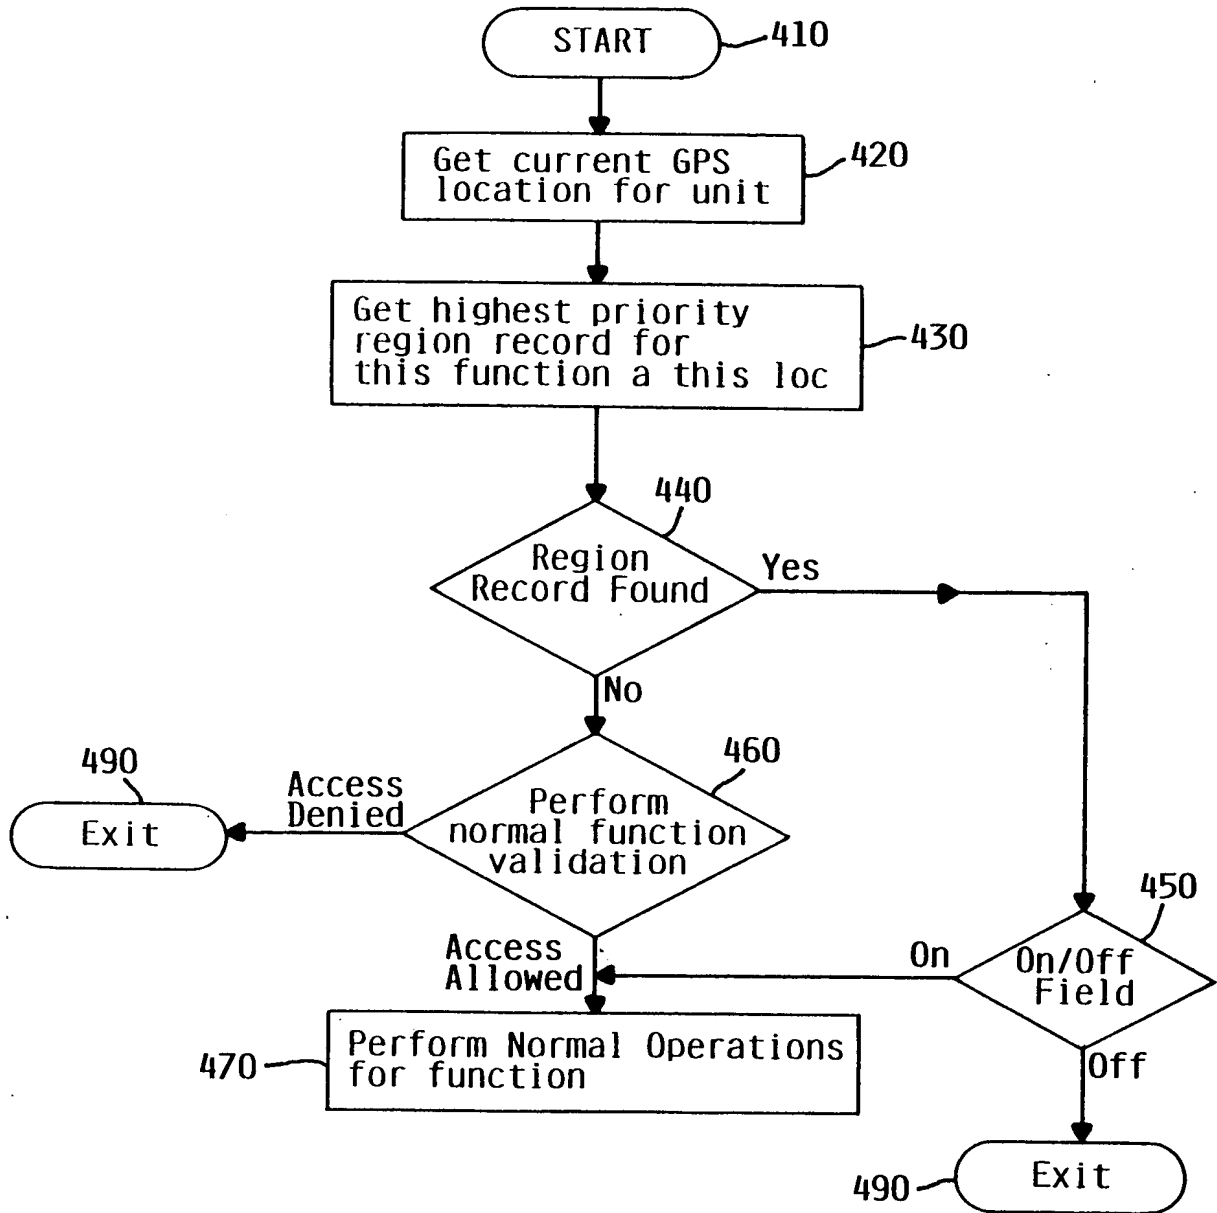 START
410
Get current GPS
location for unit
420
Get highest priority
region record for
this function a this loc
430
440
Region
Record Found
Yes
No
460
490
Access
Denied
Exit
Perform
normal function
validation
450
Access
Allowed
On
On/Off
Field
470
Perform Normal Operations
for function
Off
490
Exit